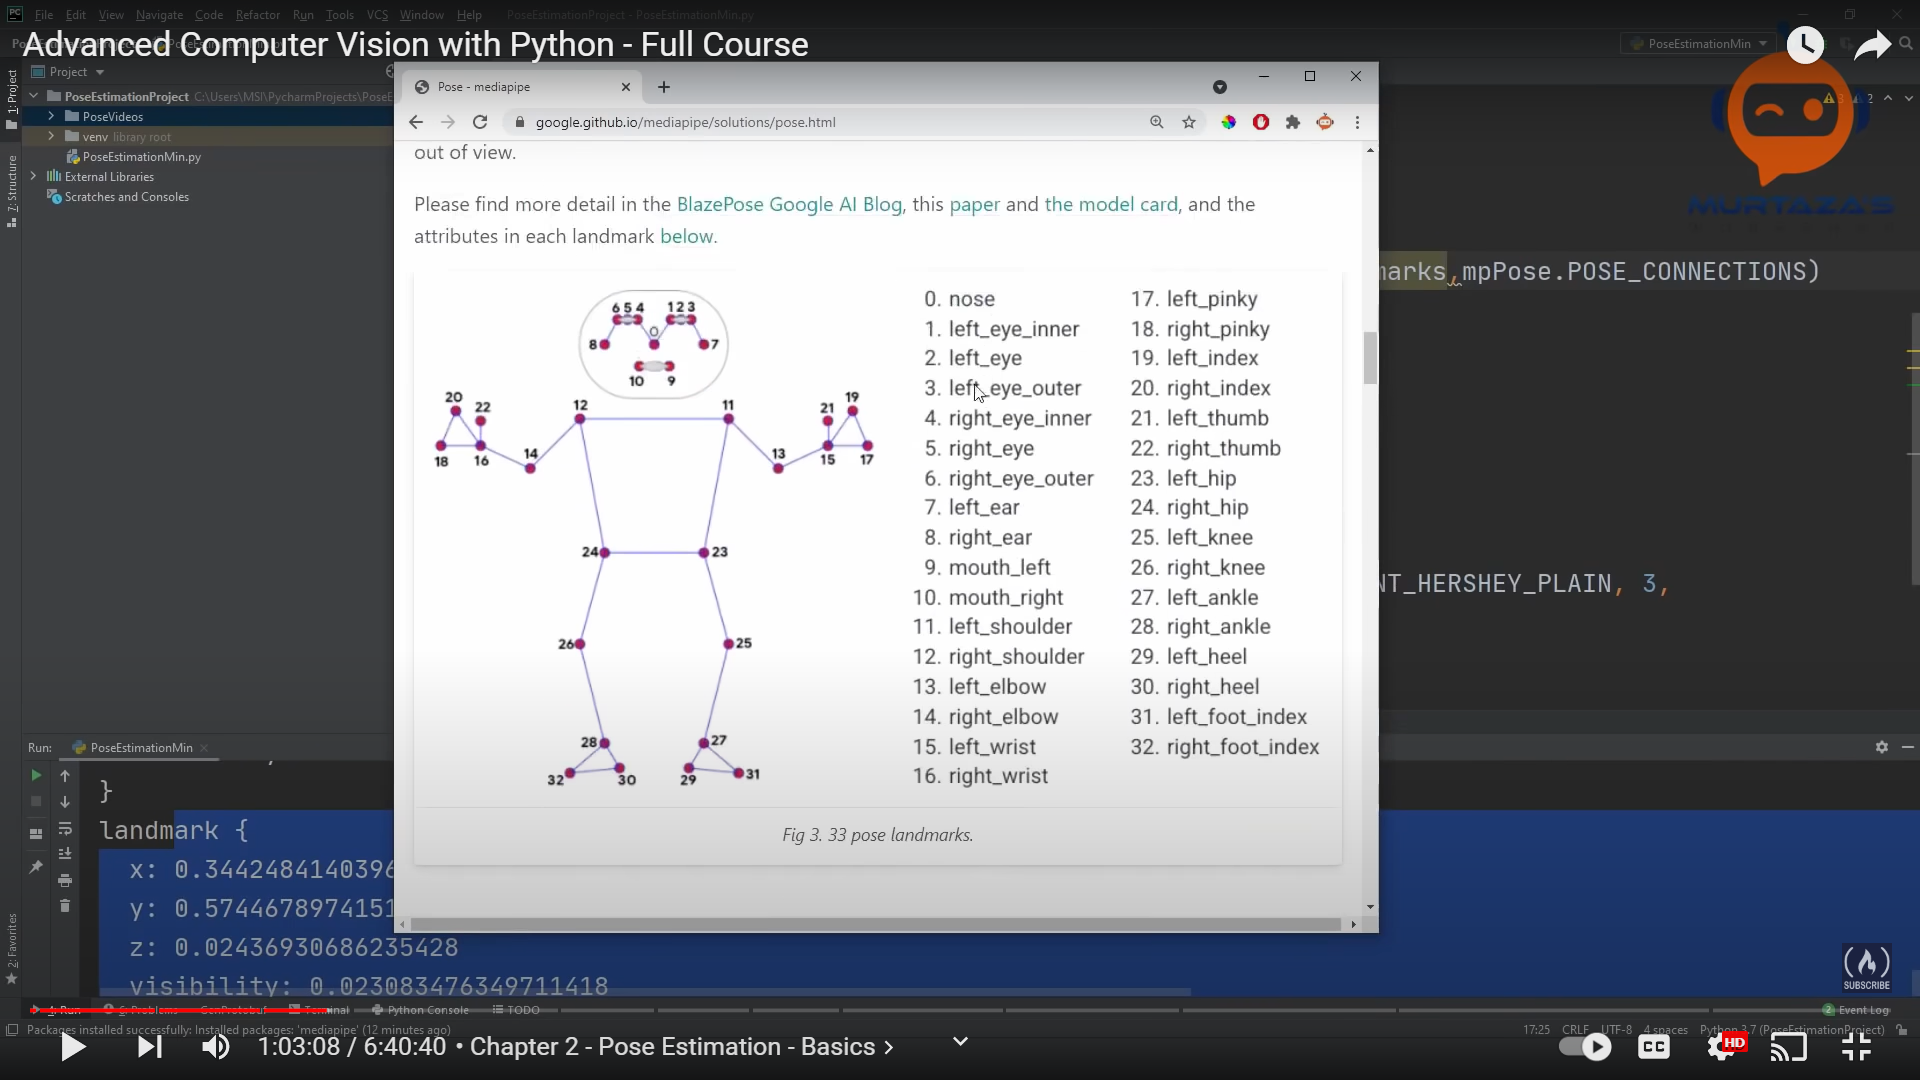 File Edit View Navigate Code Refactor Run Tools VCS Window Help PoseEstimationProject - PoseEstimationMin.py
Advanced Computer Vision with Python - Full Course
PoseEstimationMin
Project
PoseEstimationProject C:\Users\MSI\PycharmProjects\PoseE
PoseVideos
venv library root
PoseEstimationMin.py
External Libraries
Scratches and Consoles
1: Project
7: Structure
2: Favorites
Pose - mediapipe
google.github.io/mediapipe/solutions/pose.html
MURTAZA'S
out of view.
Please find more detail in the BlazePose Google AI Blog, this paper and the model card, and the
attributes in each landmark below.
marks,mpPose.POSE_CONNECTIONS)
NT_HERSHEY_PLAIN, 3,
6 5 4 1 2 3
0
8 7
10 9
20 22 12 11 21 19
18 16 14 13 15 17
24 23
26 25
28 27
32 30 29 31
0. nose
1. left_eye_inner
2. left_eye
3. left_eye_outer
4. right_eye_inner
5. right_eye
6. right_eye_outer
7. left_ear
8. right_ear
9. mouth_left
10. mouth_right
11. left_shoulder
12. right_shoulder
13. left_elbow
14. right_elbow
15. left_wrist
16. right_wrist
17. left_pinky
18. right_pinky
19. left_index
20. right_index
21. left_thumb
22. right_thumb
23. left_hip
24. right_hip
25. left_knee
26. right_knee
27. left_ankle
28. right_ankle
29. left_heel
30. right_heel
31. left_foot_index
32. right_foot_index
Fig 3. 33 pose landmarks.
Run: PoseEstimationMin
}
landmark {
x: 0.3442484140396
y: 0.5744678974151
z: 0.02436930686235428
visibility: 0.023083476349711418
SUBSCRIBE
4: Run 6: Problems Terminal Python Console TODO
2 Event Log
Packages installed successfully: Installed packages: 'mediapipe' (12 minutes ago)
17:25 CRLF UTF-8 4 spaces Python 3.7 (PoseEstimationProject)
1:03:08 / 6:40:40 • Chapter 2 - Pose Estimation - Basics
CC
HD